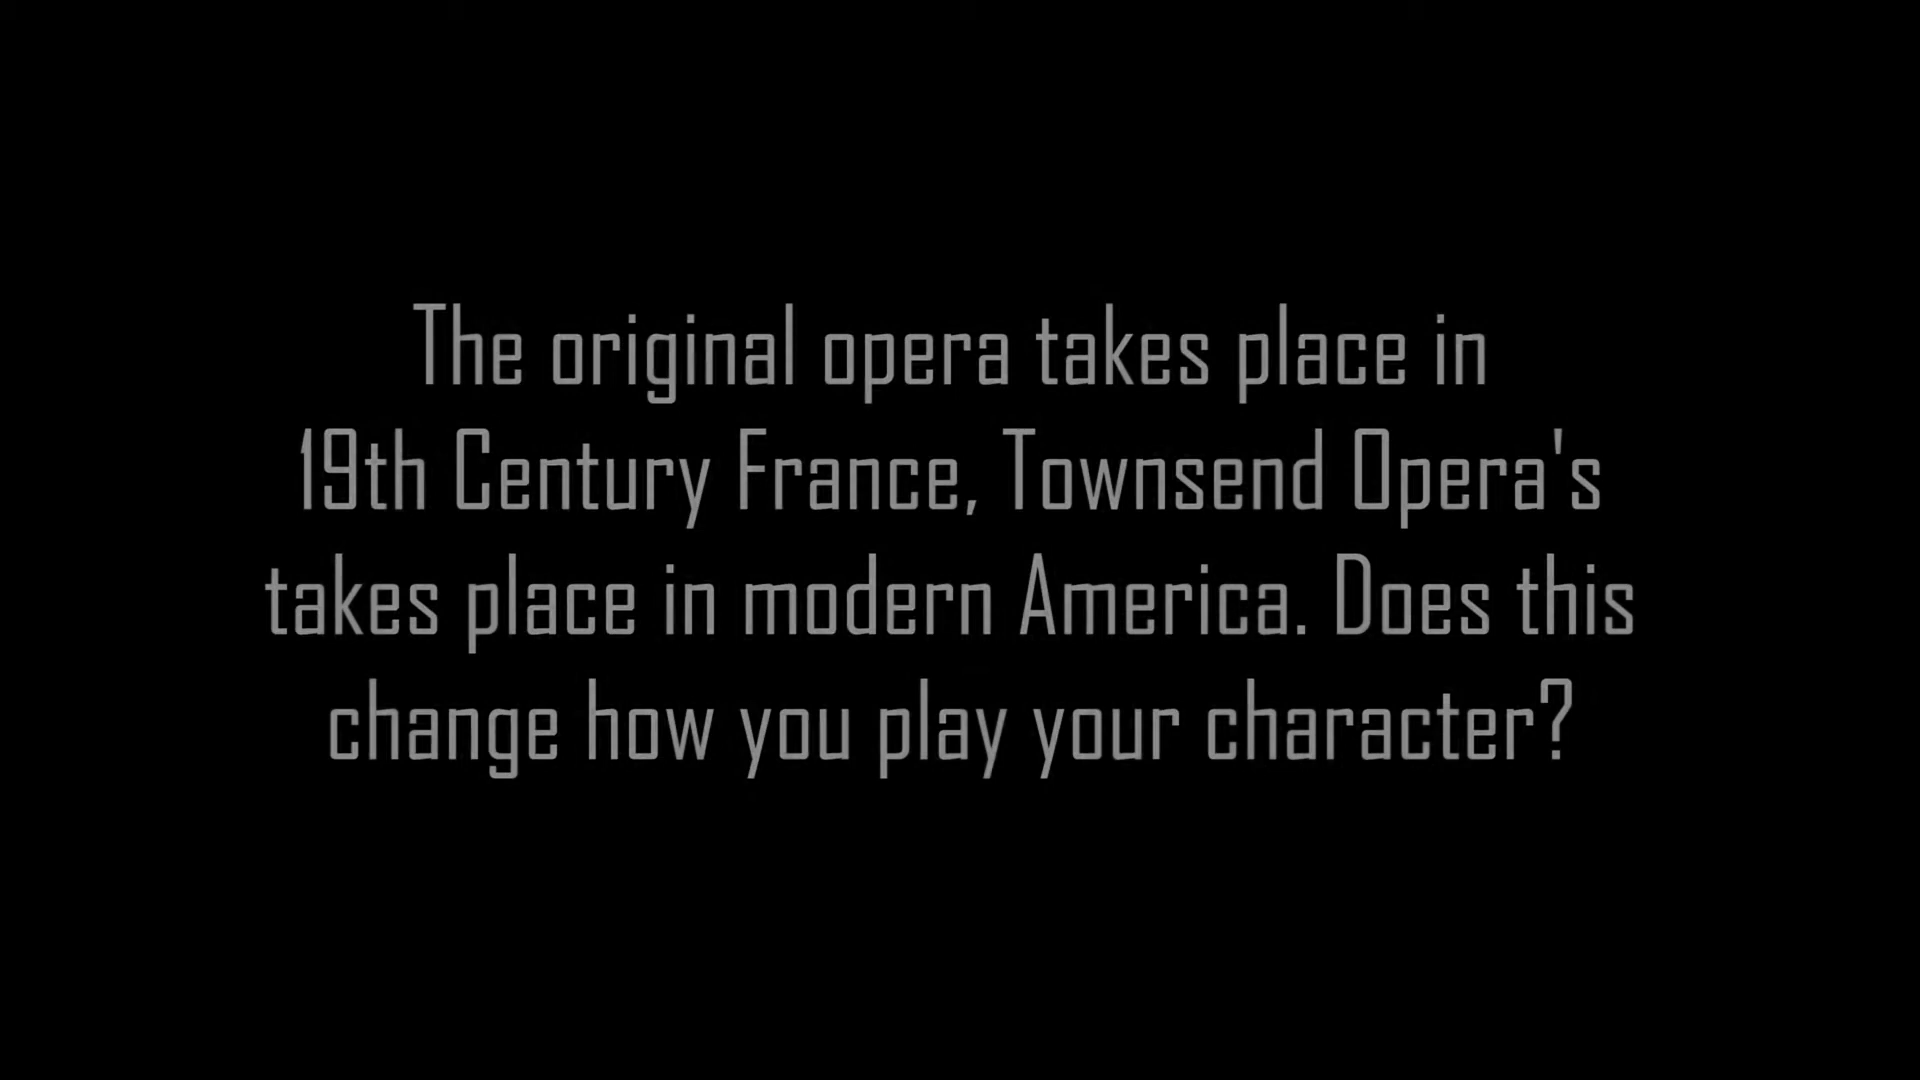 The original opera takes place in
19th Century France, Townsend Opera's
takes place in modern America. Does this
change how you play your character?